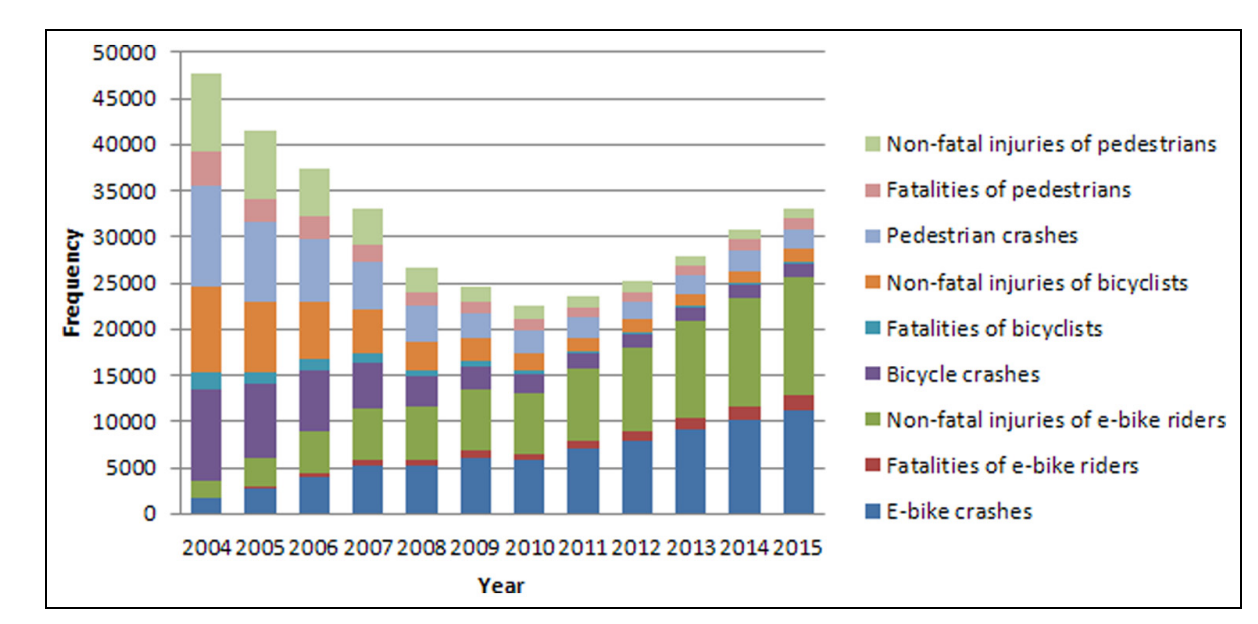 50000
45000
40000
35000
30000
25000
20000
15000
10000
5000
0
Frequency
2004 2005 2006 2007 2008 2009 2010 2011 2012 2013 2014 2015
Year
Non-fatal injuries of pedestrians
Fatalities of pedestrians
Pedestrian crashes
Non-fatal injuries of bicyclists
Fatalities of bicyclists
Bicycle crashes
Non-fatal injuries of e-bike riders
Fatalities of e-bike riders
E-bike crashes